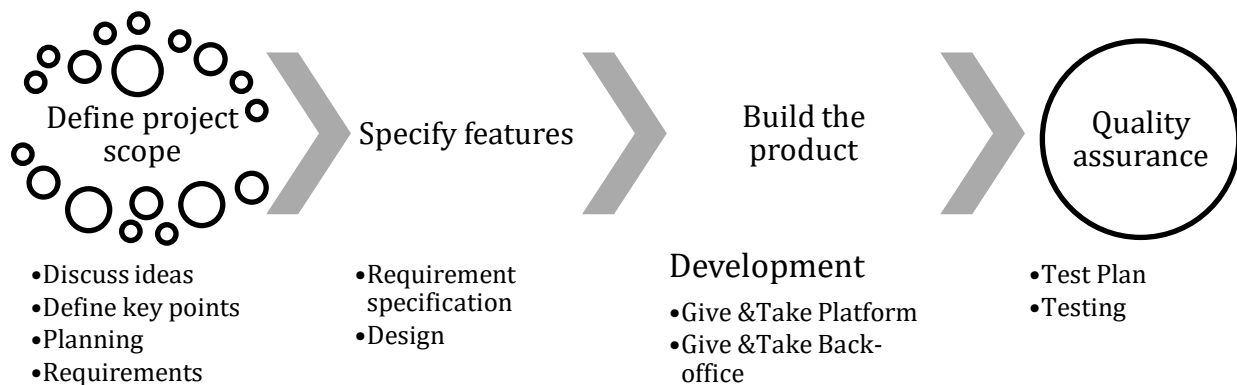 Define project
scope
Specify features
Build the
product
Quality
assurance
•Discuss ideas
•Define key points
•Planning
•Requirements
•Requirement
specification
•Design
Development
•Give &Take Platform
•Give &Take Back-
office
•Test Plan
•Testing